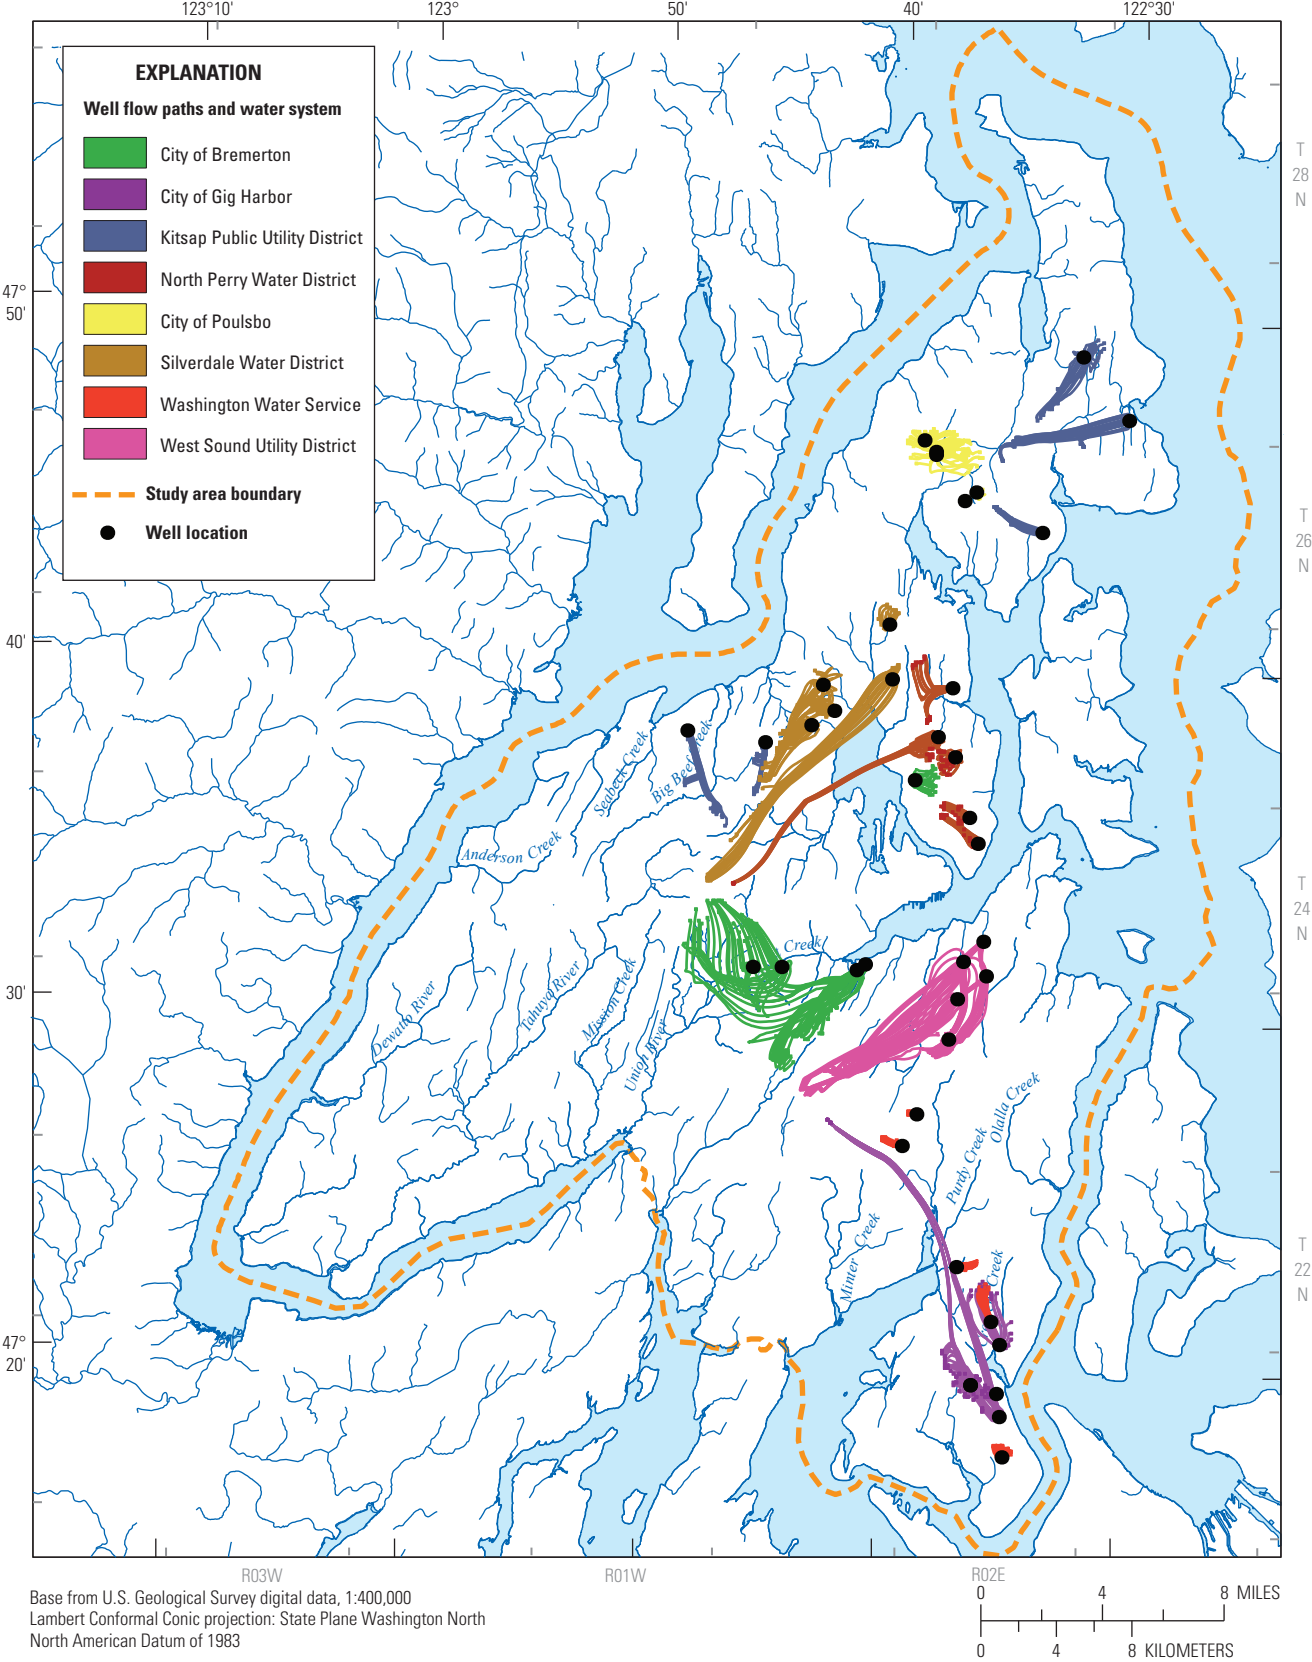 123°10'
123°
50'
40'
122°30'
EXPLANATION
Well flow paths and water system
City of Bremerton
City of Gig Harbor
Kitsap Public Utility District
North Perry Water District
City of Poulsbo
Silverdale Water District
Washington Water Service
West Sound Utility District
Study area boundary
Well location
T
28
N
47°
50'
T
26
N
40'
Seabeck Creek
Big Beef Creek
Anderson Creek
T
24
N
Creek
30'
Dewatto River
Tahuya River
Mission Creek
Union River
Olalla Creek
Purdy Creek
Minter Creek
Creek
T
22
N
47°
20'
R03W
R01W
R02E
Base from U.S. Geological Survey digital data, 1:400,000
Lambert Conformal Conic projection: State Plane Washington North
North American Datum of 1983
0 4 8 MILES
0 4 8 KILOMETERS